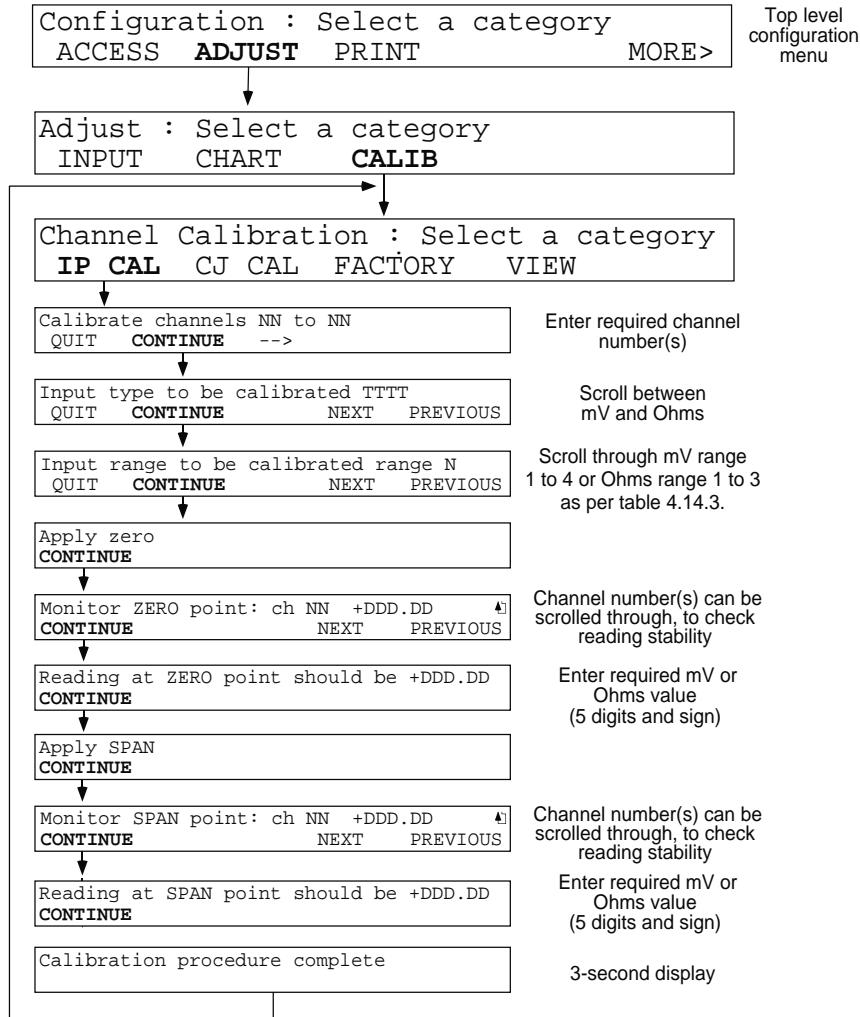 Configuration : Select a category
ACCESS ADJUST PRINT MORE>
Top level
configuration
menu
Adjust : Select a category
INPUT CHART CALIB
Channel Calibration : Select a category
IP CAL CJ CAL FACTORY VIEW
Calibrate channels NN to NN
QUIT CONTINUE -->
Enter required channel
number(s)
Input type to be calibrated TTTT
QUIT CONTINUE NEXT PREVIOUS
Scroll between
mV and Ohms
Input range to be calibrated range N
QUIT CONTINUE NEXT PREVIOUS
Scroll through mV range
1 to 4 or Ohms range 1 to 3
as per table 4.14.3.
Apply zero
CONTINUE
Monitor ZERO point: ch NN +DDD.DD
CONTINUE NEXT PREVIOUS
Channel number(s) can be
scrolled through, to check
reading stability
Reading at ZERO point should be +DDD.DD
CONTINUE
Enter required mV or
Ohms value
(5 digits and sign)
Apply SPAN
CONTINUE
Monitor SPAN point: ch NN +DDD.DD
CONTINUE NEXT PREVIOUS
Channel number(s) can be
scrolled through, to check
reading stability
Reading at SPAN point should be +DDD.DD
CONTINUE
Enter required mV or
Ohms value
(5 digits and sign)
Calibration procedure complete
3-second display